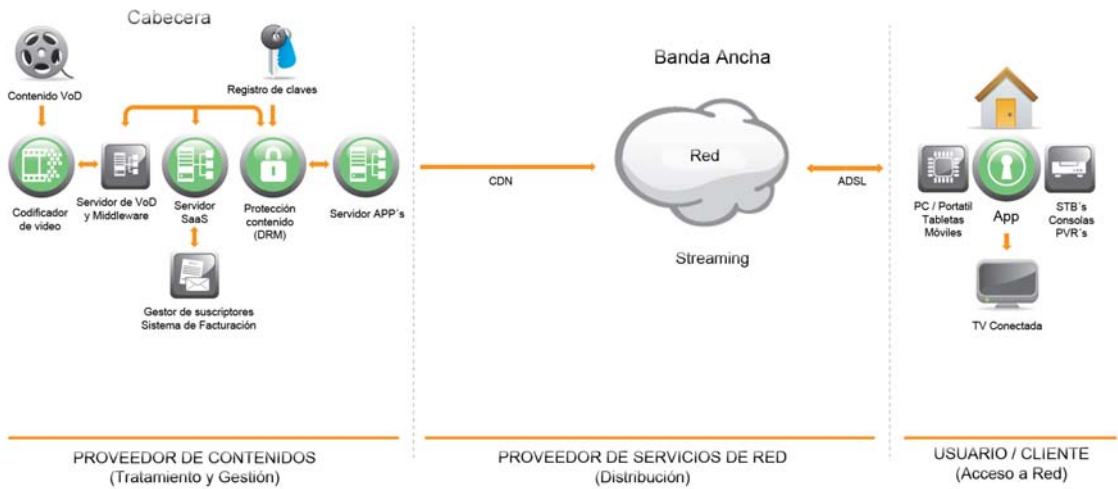 Cabecera
Contenido VoD
Registro de claves
Codificador
de video
Servidor de VoD
y Middleware
Servidor
SaaS
Protección
contenido
(DRM)
Servidor APP´s
Gestor de suscriptores
Sistema de Facturación
CDN
Banda Ancha
Red
Streaming
ADSL
PC / Portatil
Tabletas
Móviles
App
STB´s
Consolas
PVR´s
TV Conectada
PROVEEDOR DE CONTENIDOS
(Tratamiento y Gestión)
PROVEEDOR DE SERVICIOS DE RED
(Distribución)
USUARIO / CLIENTE
(Acceso a Red)